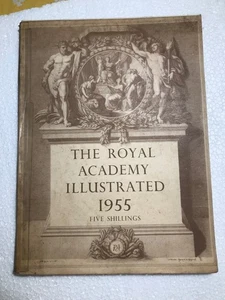 THE ROYAL
ACADEMY
ILLUSTRATED
1955
FIVE SHILLINGS